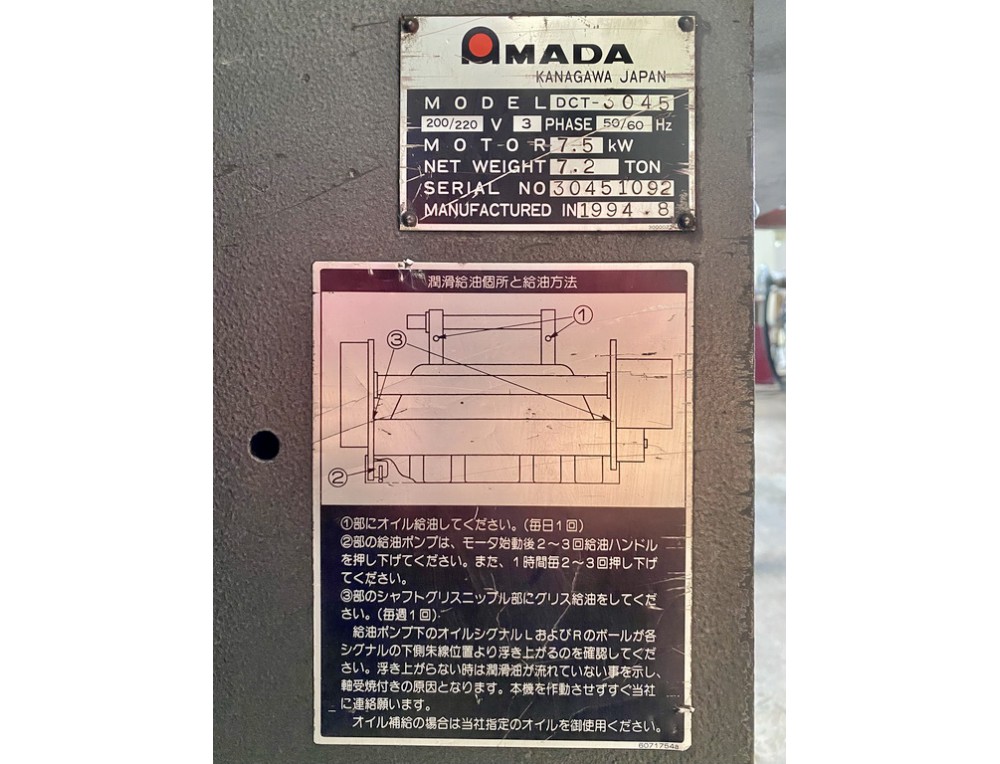 AMADA
KANAGAWA JAPAN
MODEL DCT-3045
200/220 V 3 PHASE 50/60 Hz
MOTOR 7.5 kW
NET WEIGHT 7.2 TON
SERIAL NO 30451092
MANUFACTURED IN 1994.8
潤滑給油個所と給油方法
①
③
②
①部にオイル給油してください。(毎日1回)
②部の給油ポンプは、モータ始動後2〜3回給油ハンドル
を押し下げてください。また、1時間毎2〜3回押し下げ
てください。
③部のシャフトグリスニップル部にグリス給油をしてくだ
さい。(毎週1回)
給油ポンプ下のオイルシグナルLおよびRのボールが各
シグナルの下側朱線位置より浮き上がるのを確認してくだ
さい。浮き上がらない時は潤滑油が流れていない事を示し、
軸受焼付きの原因となります。本機を作動させずすぐ当社
に連絡願います。
オイル補給の場合は当社指定のオイルを御使用ください。